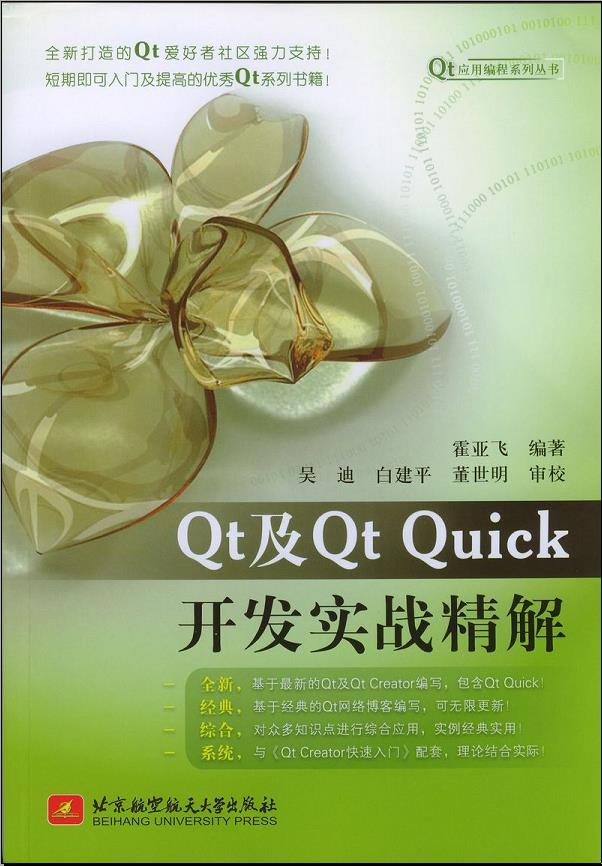 全新打造的Qt爱好者社区强力支持!
短期即可入门及提高的优秀Qt系列书籍!
Qt应用编程系列丛书
霍亚飞 编著
吴 迪 白建平 董世明 审校
Qt及Qt Quick
开发实战精解
— 全新，基于最新的Qt及Qt Creator编写，包含Qt Quick!
— 经典，基于经典的Qt网络博客编写，可无限更新!
— 综合，对众多知识点进行综合应用，实例经典实用!
— 系统，与《Qt Creator快速入门》配套，理论结合实际!
北京航空航天大学出版社
BEIHANG UNIVERSITY PRESS